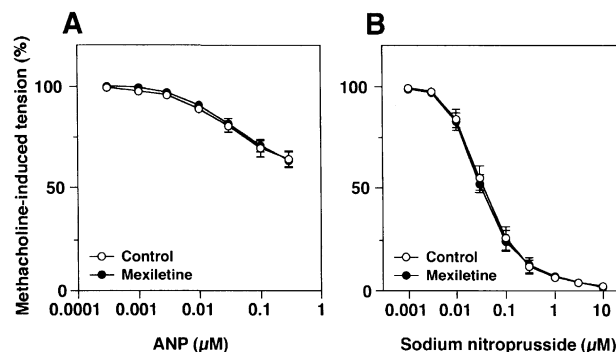 A
B
Methacholine-induced tension (%)
100
50
0
Control
Mexiletine
0.0001 0.001 0.01 0.1 1
ANP (µM)
100
50
0
Control
Mexiletine
0.001 0.01 0.1 1 10
Sodium nitroprusside (µM)